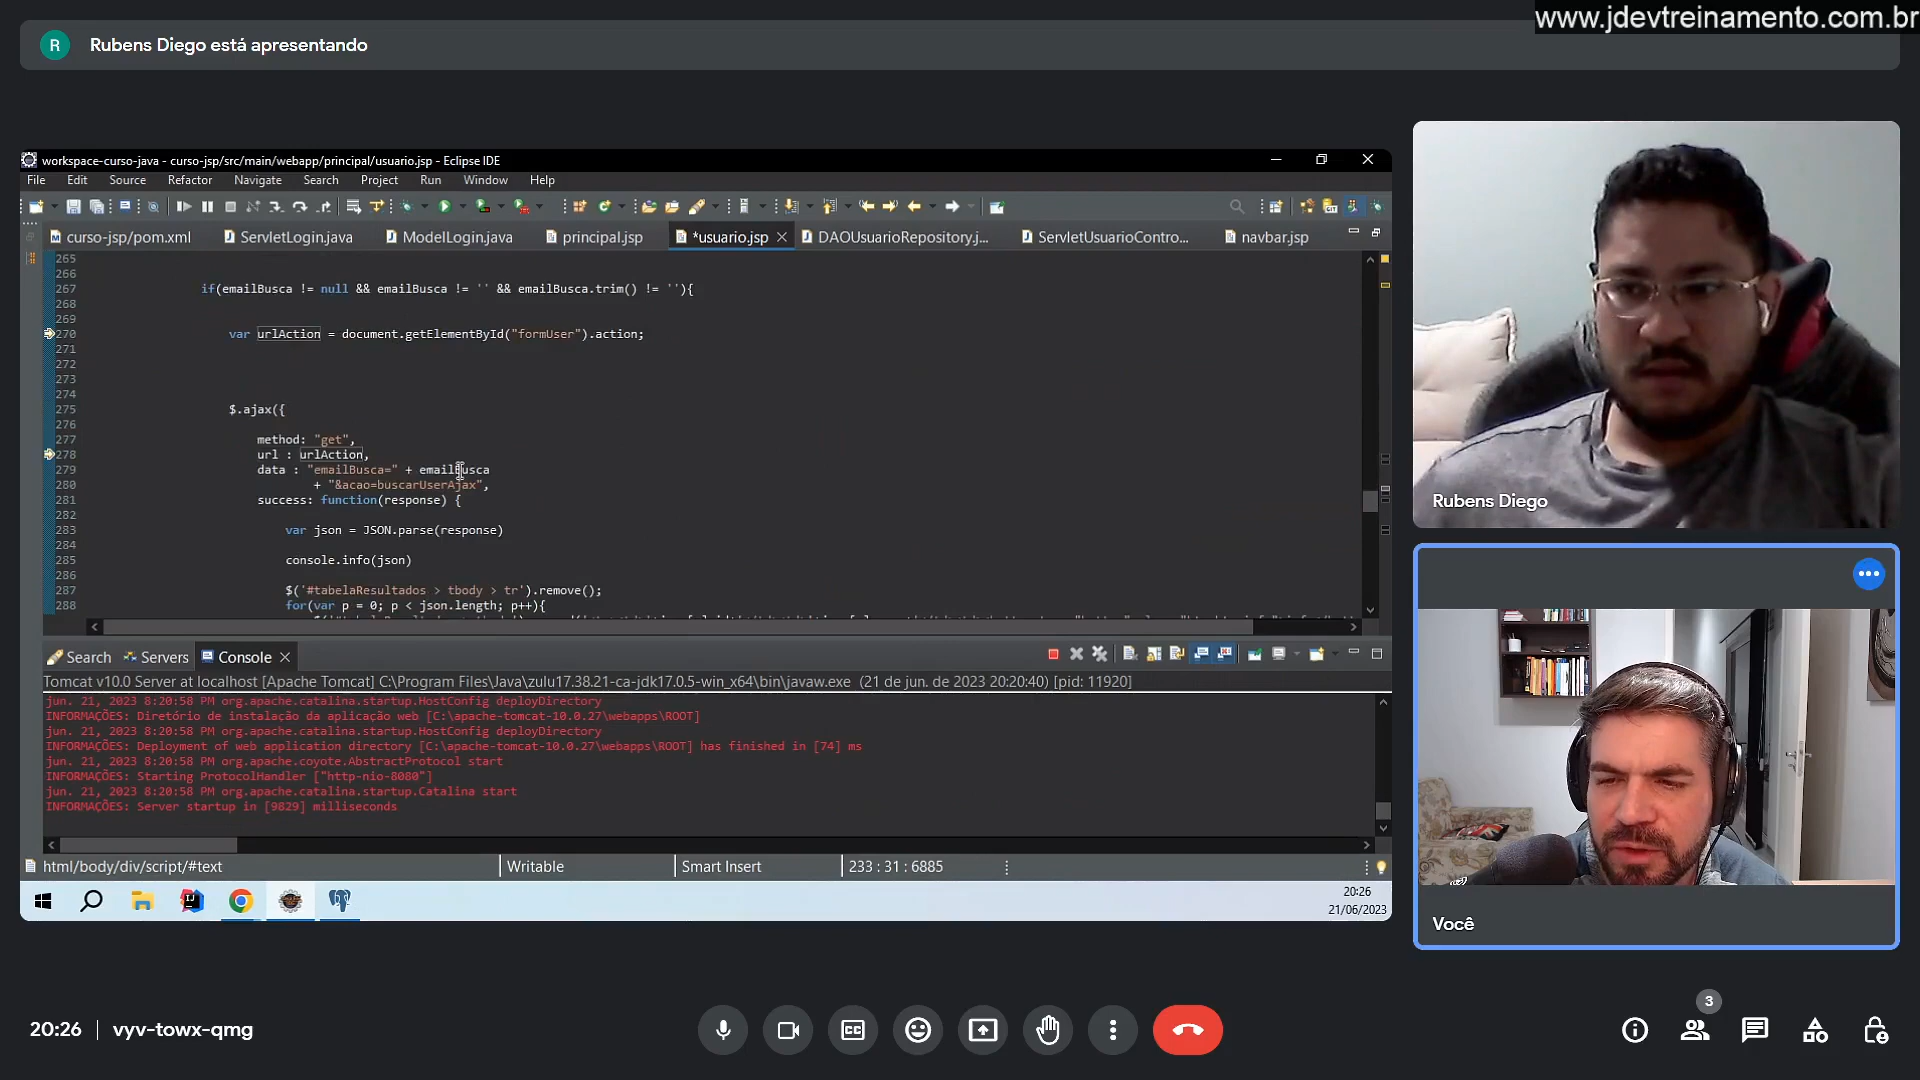 www.jdevtreinamento.com.br
R Rubens Diego está apresentando
workspace-curso-java - curso-jsp/src/main/webapp/principal/usuario.jsp - Eclipse IDE
File Edit Source Refactor Navigate Search Project Run Window Help
curso-jsp/pom.xml ServletLogin.java ModelLogin.java principal.jsp *usuario.jsp DAOUsuarioRepository.j... ServletUsuarioContro... navbar.jsp
265
266
267 if(emailBusca != null && emailBusca != '' && emailBusca.trim() != ''){
268
270 var urlAction = document.getElementById("formUser").action;
271
272
273
274
275 $.ajax({
276
277 method: "get",
278 url : urlAction,
279 data : "emailBusca=" + emailBusca
280 + "&acao=buscarUserAjax",
281 success: function(response) {
282
283 var json = JSON.parse(response)
284
285 console.info(json)
286
287 $('#tabelaResultados > tbody > tr').remove();
288 for(var p = 0; p < json.length; p++){
Search Servers Console
Tomcat v10.0 Server at localhost [Apache Tomcat] C:\Program Files\Java\zulu17.38.21-ca-jdk17.0.5-win_x64\bin\javaw.exe (21 de jun. de 2023 20:20:40) [pid: 11920]
jun. 21, 2023 8:20:58 PM org.apache.catalina.startup.HostConfig deployDirectory
INFORMAÇÕES: Diretório de instalação da aplicação web [C:\apache-tomcat-10.0.27\webapps\ROOT]
jun. 21, 2023 8:20:58 PM org.apache.catalina.startup.HostConfig deployDirectory
INFORMAÇÕES: Deployment of web application directory [C:\apache-tomcat-10.0.27\webapps\ROOT] has finished in [74] ms
jun. 21, 2023 8:20:58 PM org.apache.coyote.AbstractProtocol start
INFORMAÇÕES: Starting ProtocolHandler ["http-nio-8080"]
jun. 21, 2023 8:20:58 PM org.apache.catalina.startup.Catalina start
INFORMAÇÕES: Server startup in [9829] milliseconds
html/body/div/script/#text Writable Smart Insert 233 : 31 : 6885
20:26
21/06/2023
Rubens Diego
Você
20:26 vyv-towx-qmg
3